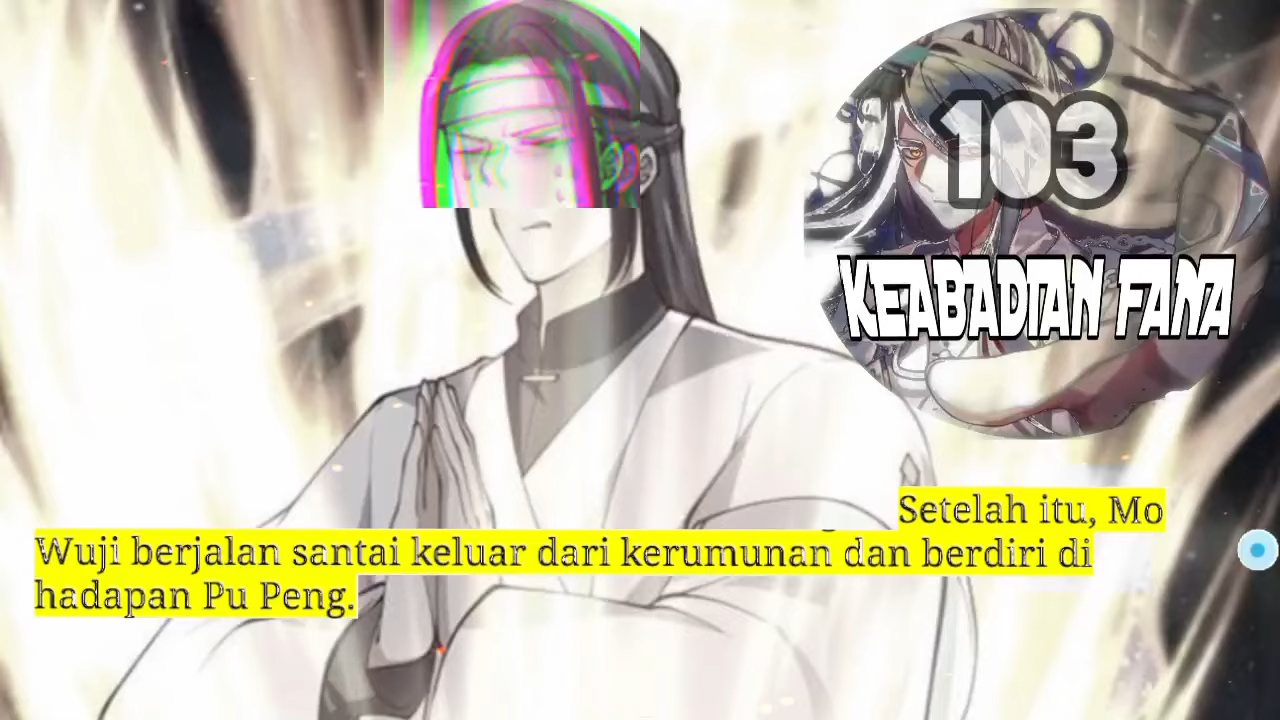 103
KEABADIAN FANA
Setelah itu, Mo
Wuji berjalan santai keluar dari kerumunan dan berdiri di
hadapan Pu Peng.